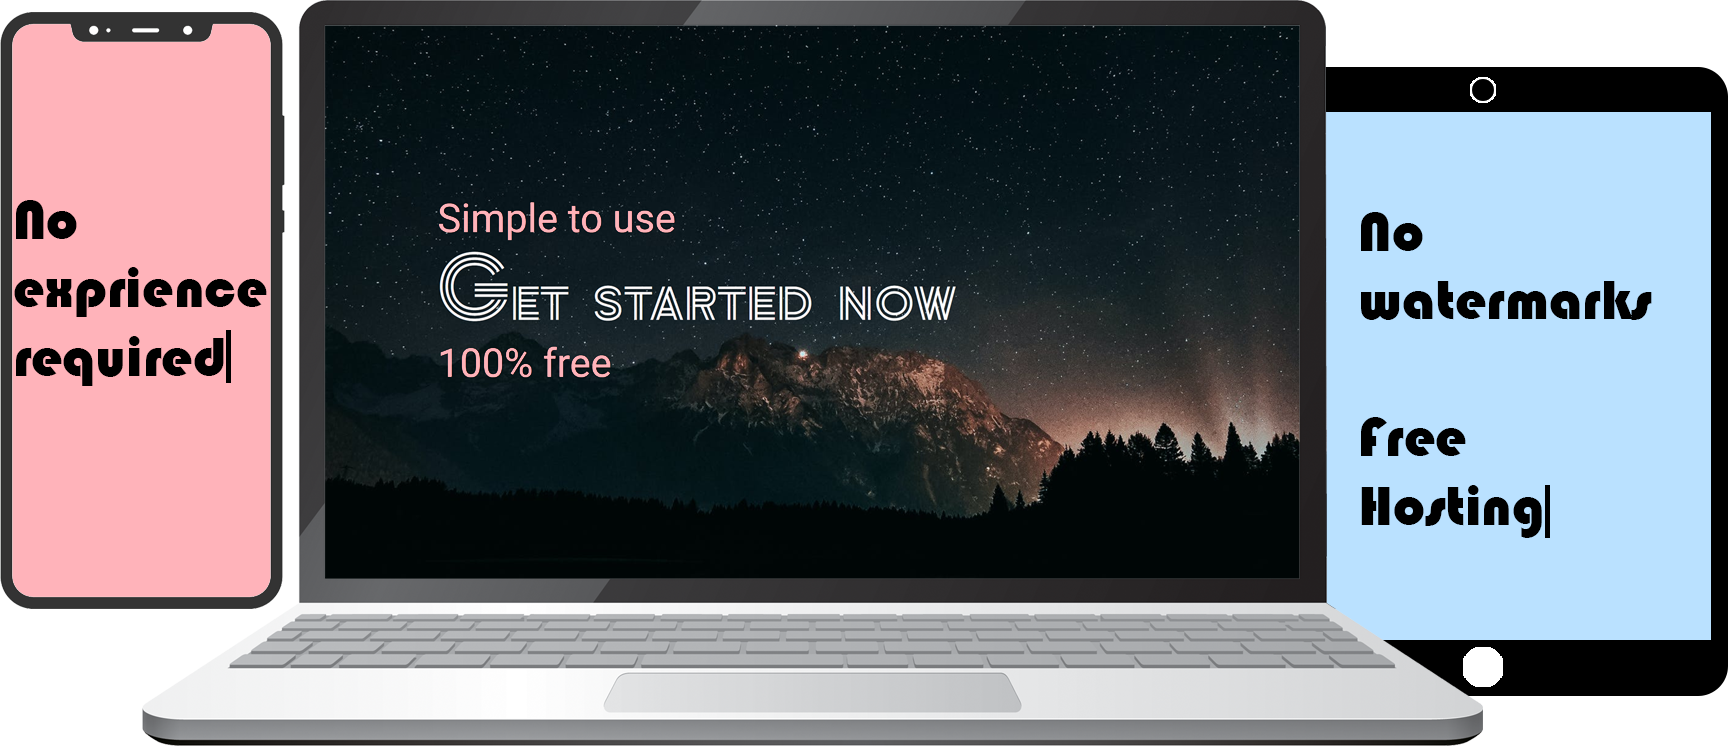 No
exprience
required
Simple to use
Get started now
100% free
No
watermarks
Free
Hosting